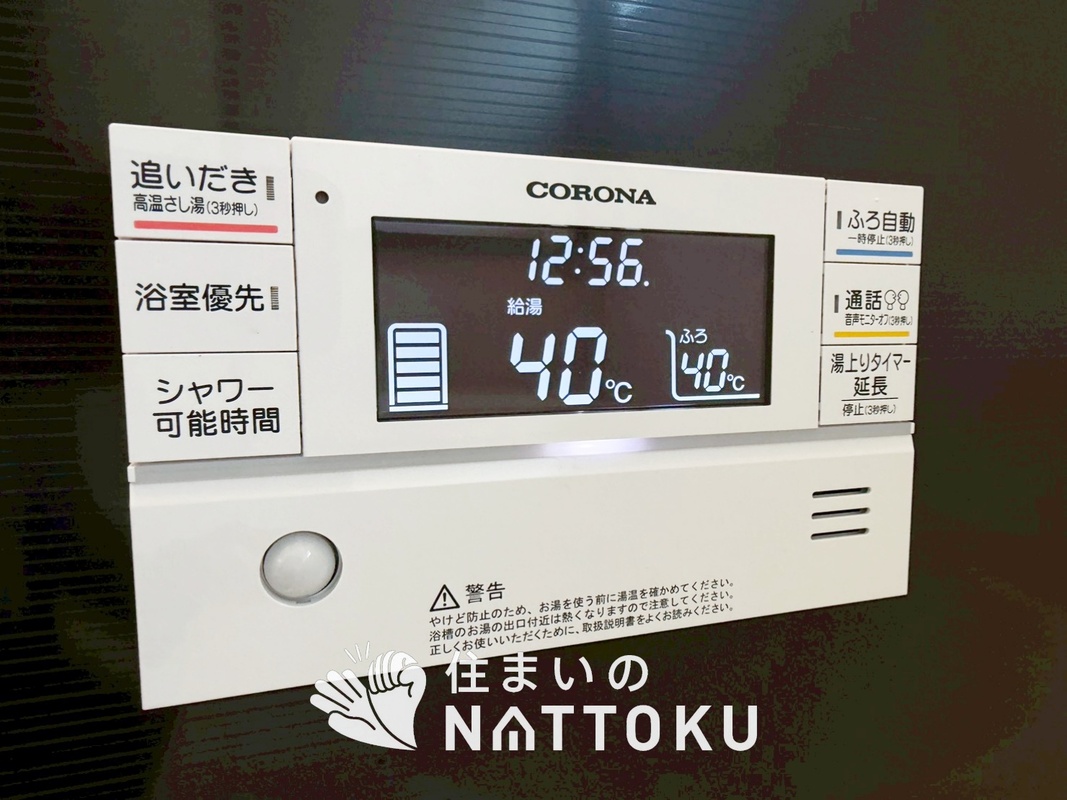 CORONA
追いだき
高温さし湯(3秒押し)
浴室優先
シャワー
可能時間
12:56.
給湯
40℃
ふろ
40℃
ふろ自動
一時停止(3秒押し)
通話
音声モニターオフ(3秒押し)
湯上りタイマー
延長
停止(3秒押し)
警告
やけど防止のため、お湯を使う前に湯温を確かめてください。
浴槽のお湯の出口付近は熱くなりますので注意してください。
正しくお使いいただくために、取扱説明書をよくお読みください。
住まいの
NATTOKU